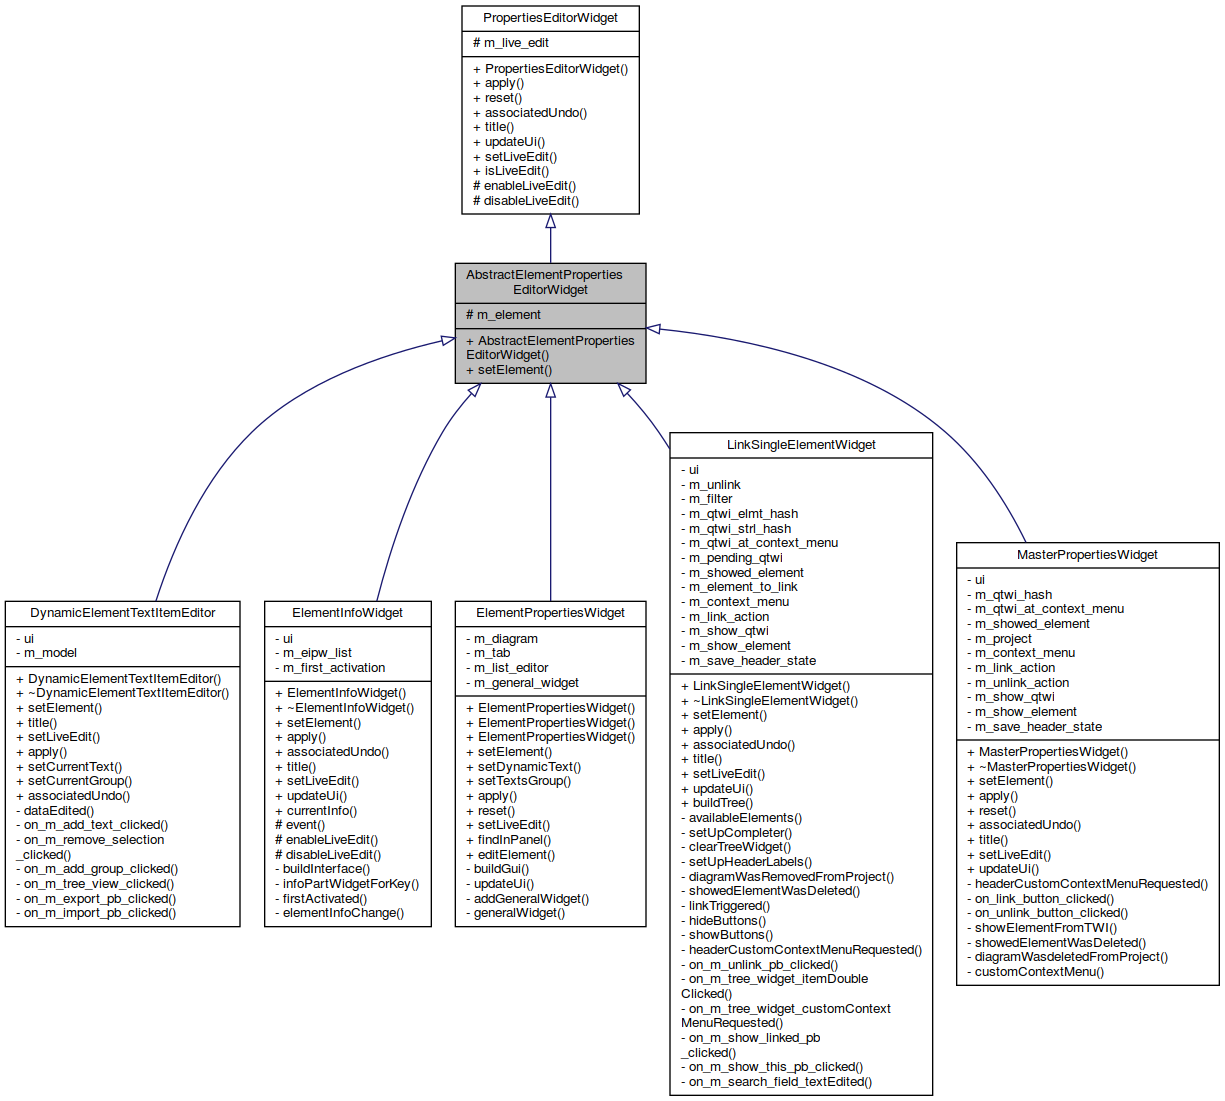 PropertiesEditorWidget
# m_live_edit
+ PropertiesEditorWidget()
+ apply()
+ reset()
+ associatedUndo()
+ title()
+ updateUi()
+ setLiveEdit()
+ isLiveEdit()
# enableLiveEdit()
# disableLiveEdit()
AbstractElementProperties
EditorWidget
# m_element
+ AbstractElementProperties
EditorWidget()
+ setElement()
DynamicElementTextItemEditor
- ui
- m_model
+ DynamicElementTextItemEditor()
+ ~DynamicElementTextItemEditor()
+ setElement()
+ title()
+ setLiveEdit()
+ apply()
+ setCurrentText()
+ setCurrentGroup()
+ associatedUndo()
- dataEdited()
- on_m_add_text_clicked()
- on_m_remove_selection
_clicked()
- on_m_add_group_clicked()
- on_m_tree_view_clicked()
- on_m_export_pb_clicked()
- on_m_import_pb_clicked()
ElementInfoWidget
- ui
- m_eipw_list
- m_first_activation
+ ElementInfoWidget()
+ ~ElementInfoWidget()
+ setElement()
+ apply()
+ associatedUndo()
+ title()
+ setLiveEdit()
+ updateUi()
+ currentInfo()
# event()
# enableLiveEdit()
# disableLiveEdit()
- buildInterface()
- infoPartWidgetForKey()
- firstActivated()
- elementInfoChange()
ElementPropertiesWidget
- m_diagram
- m_tab
- m_list_editor
- m_general_widget
+ ElementPropertiesWidget()
+ ElementPropertiesWidget()
+ ElementPropertiesWidget()
+ setElement()
+ setDynamicText()
+ setTextsGroup()
+ apply()
+ reset()
+ setLiveEdit()
+ findInPanel()
+ editElement()
- buildGui()
- updateUi()
- addGeneralWidget()
- generalWidget()
LinkSingleElementWidget
- ui
- m_unlink
- m_filter
- m_qtwi_elmt_hash
- m_qtwi_strl_hash
- m_qtwi_at_context_menu
- m_pending_qtwi
- m_showed_element
- m_element_to_link
- m_context_menu
- m_link_action
- m_show_qtwi
- m_show_element
- m_save_header_state
+ LinkSingleElementWidget()
+ ~LinkSingleElementWidget()
+ setElement()
+ apply()
+ associatedUndo()
+ title()
+ setLiveEdit()
+ updateUi()
+ buildTree()
- availableElements()
- setUpCompleter()
- clearTreeWidget()
- setUpHeaderLabels()
- diagramWasRemovedFromProject()
- showedElementWasDeleted()
- linkTriggered()
- hideButtons()
- showButtons()
- headerCustomContextMenuRequested()
- on_m_unlink_pb_clicked()
- on_m_tree_widget_itemDouble
Clicked()
- on_m_tree_widget_customContext
MenuRequested()
- on_m_show_linked_pb
_clicked()
- on_m_show_this_pb_clicked()
- on_m_search_field_textEdited()
MasterPropertiesWidget
- ui
- m_qtwi_hash
- m_qtwi_at_context_menu
- m_showed_element
- m_project
- m_context_menu
- m_link_action
- m_unlink_action
- m_show_qtwi
- m_show_element
- m_save_header_state
+ MasterPropertiesWidget()
+ ~MasterPropertiesWidget()
+ setElement()
+ apply()
+ reset()
+ associatedUndo()
+ title()
+ setLiveEdit()
+ updateUi()
- headerCustomContextMenuRequested()
- on_link_button_clicked()
- on_unlink_button_clicked()
- showElementFromTWI()
- showedElementWasDeleted()
- diagramWasdeletedFromProject()
- customContextMenu()